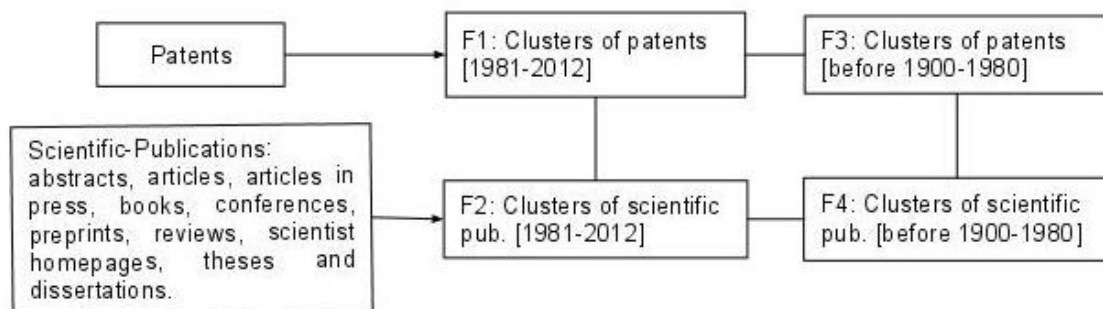 Patents
F1: Clusters of patents
[1981-2012]
F3: Clusters of patents
[before 1900-1980]
Scientific-Publications:
abstracts, articles, articles in
press, books, conferences,
preprints, reviews, scientist
homepages, theses and
dissertations.
F2: Clusters of scientific
pub. [1981-2012]
F4: Clusters of scientific
pub. [before 1900-1980]